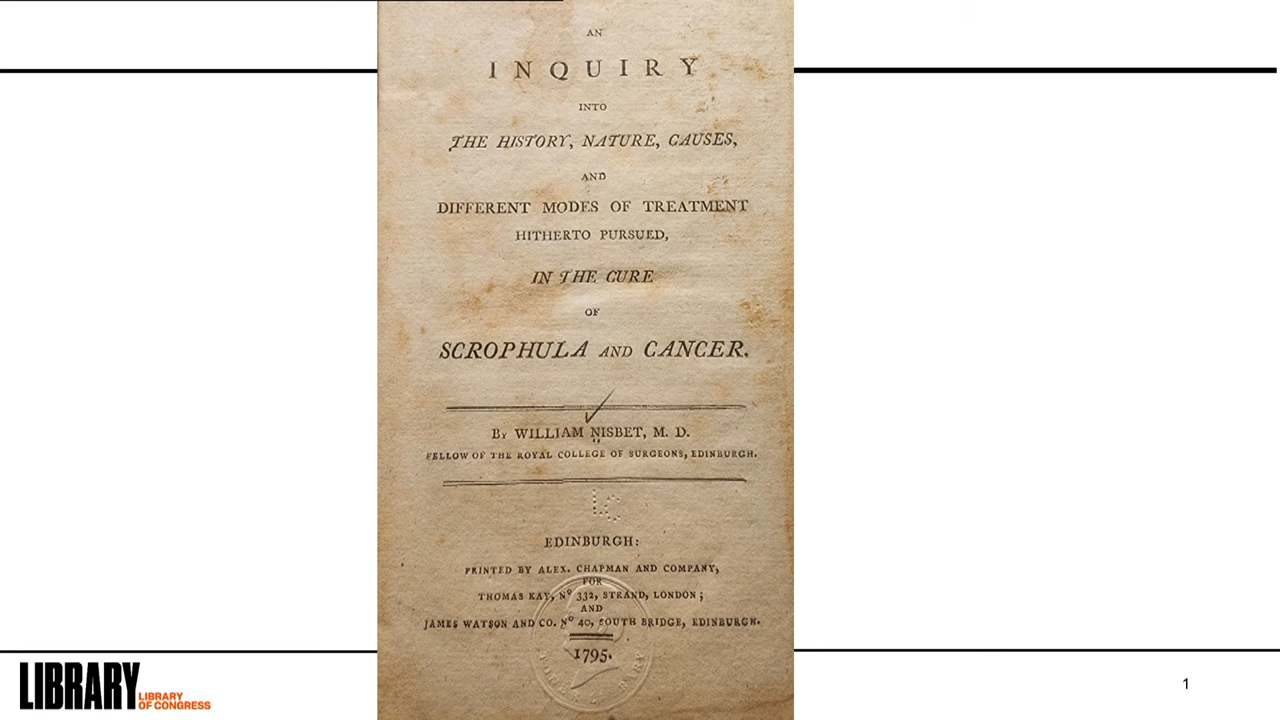 AN
INQUIRY
INTO
THE HISTORY, NATURE, CAUSES,
AND
DIFFERENT MODES OF TREATMENT
HITHERTO PURSUED,
IN THE CURE
OF
SCROPHULA AND CANCER.
By WILLIAM NISBET, M. D.
FELLOW OF THE ROYAL COLLEGE OF SURGEONS, EDINBURGH.
LC
EDINBURGH:
PRINTED BY ALEX. CHAPMAN AND COMPANY,
FOR
THOMAS KAY, Nº 332, STRAND, LONDON;
AND
JAMES WATSON AND CO. Nº 40, SOUTH BRIDGE, EDINBURGH.
1795.
LIBRARY
LIBRARY
OF CONGRESS
1